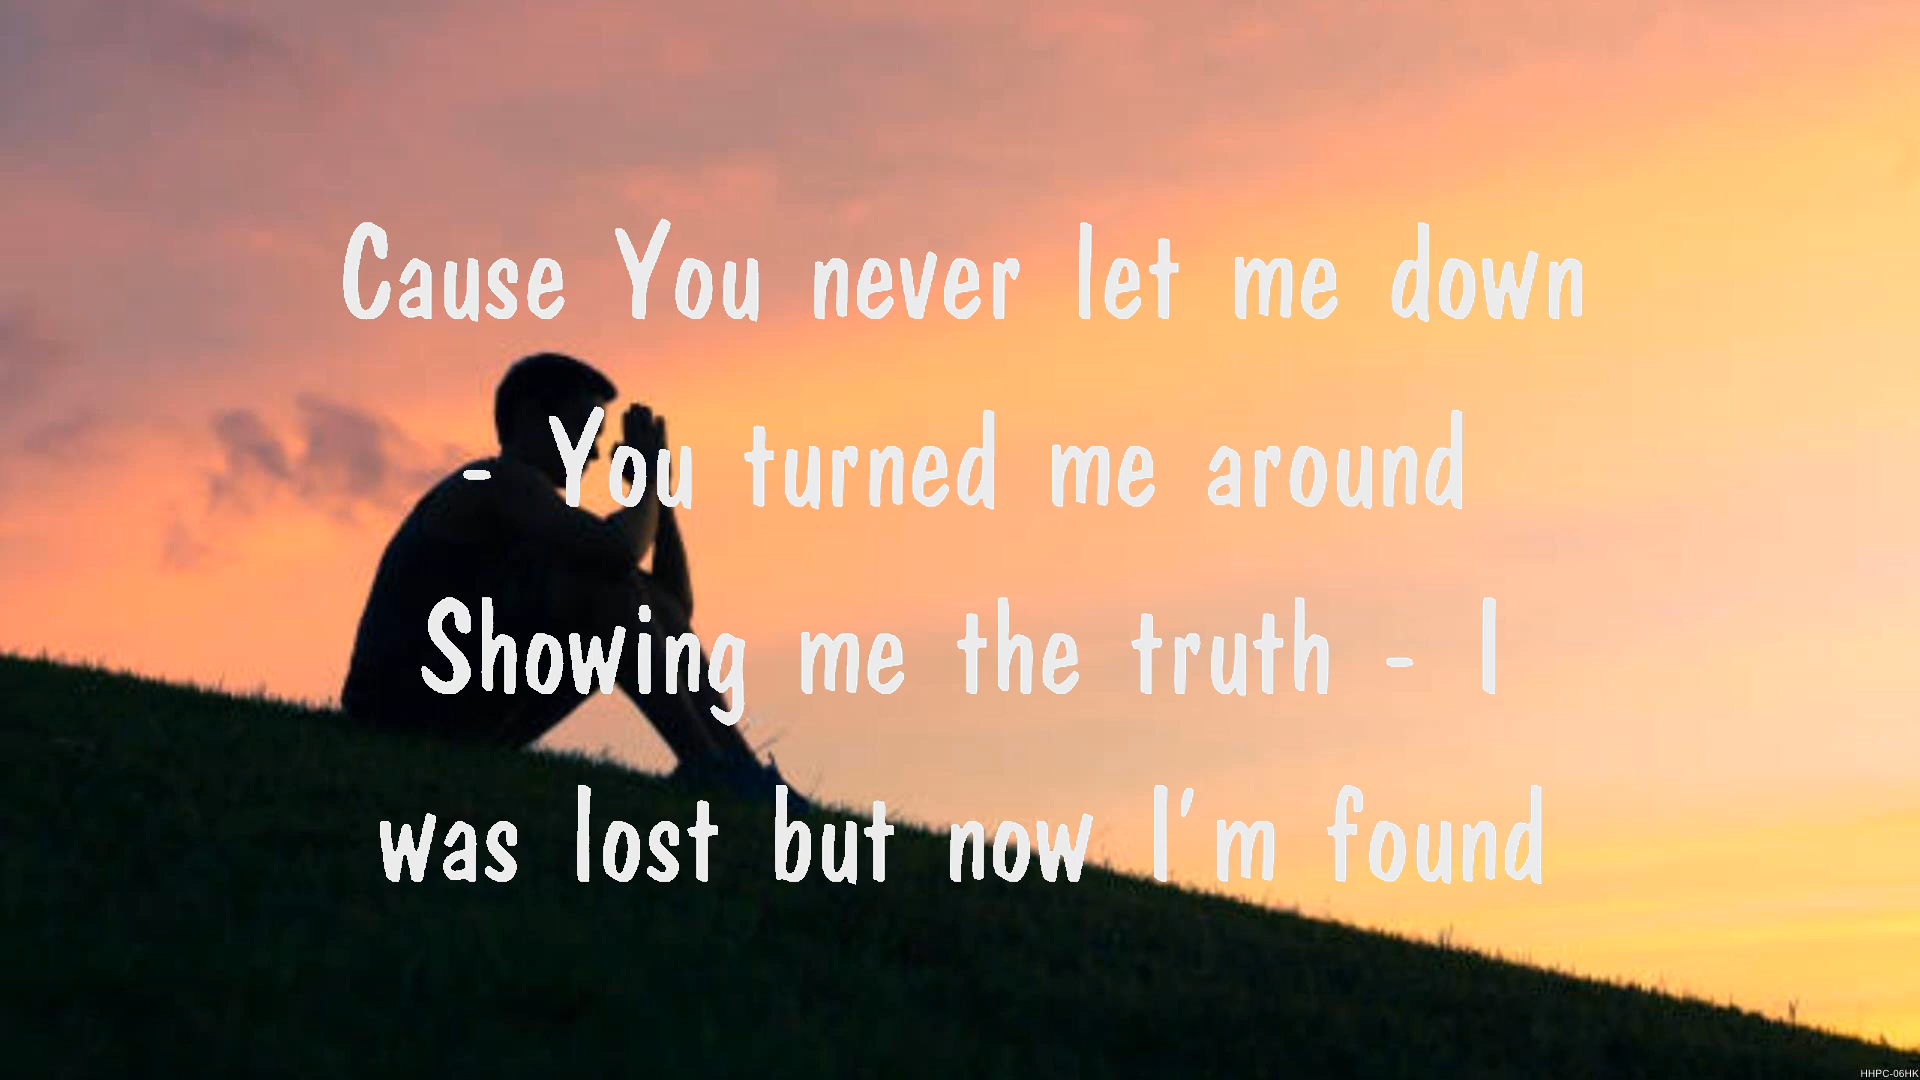 Cause You never let me down
- You turned me around
Showing me the truth - I
was lost but now I'm found
HHPC-06HK